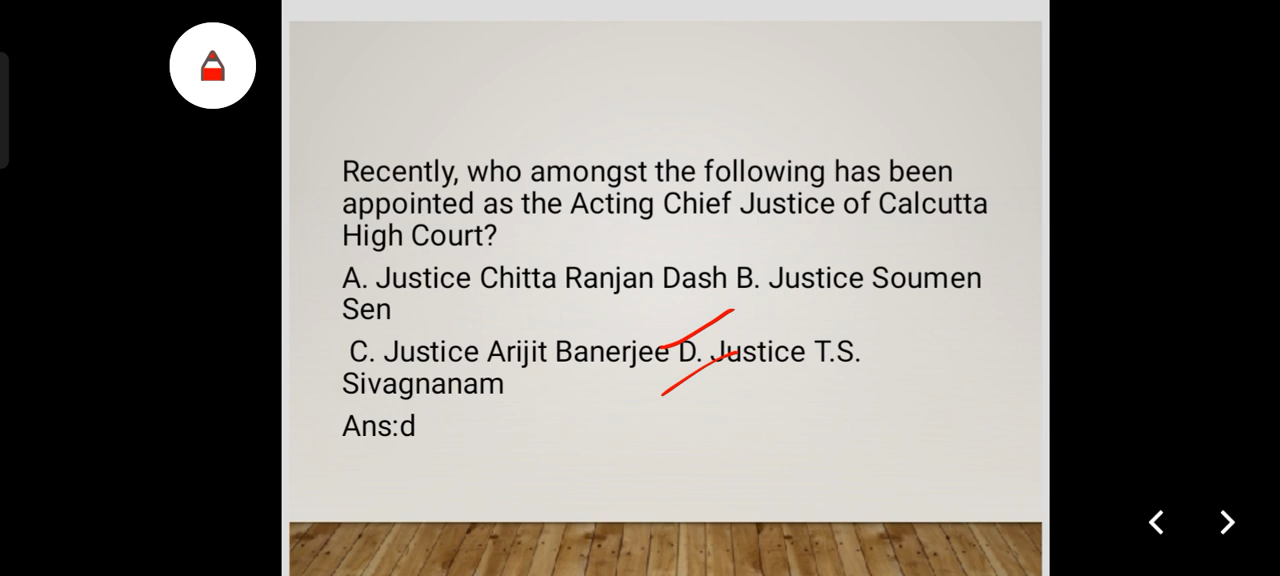 Recently, who amongst the following has been
appointed as the Acting Chief Justice of Calcutta
High Court?
A. Justice Chitta Ranjan Dash B. Justice Soumen
Sen
C. Justice Arijit Banerjee D. Justice T.S.
Sivagnanam
Ans:d